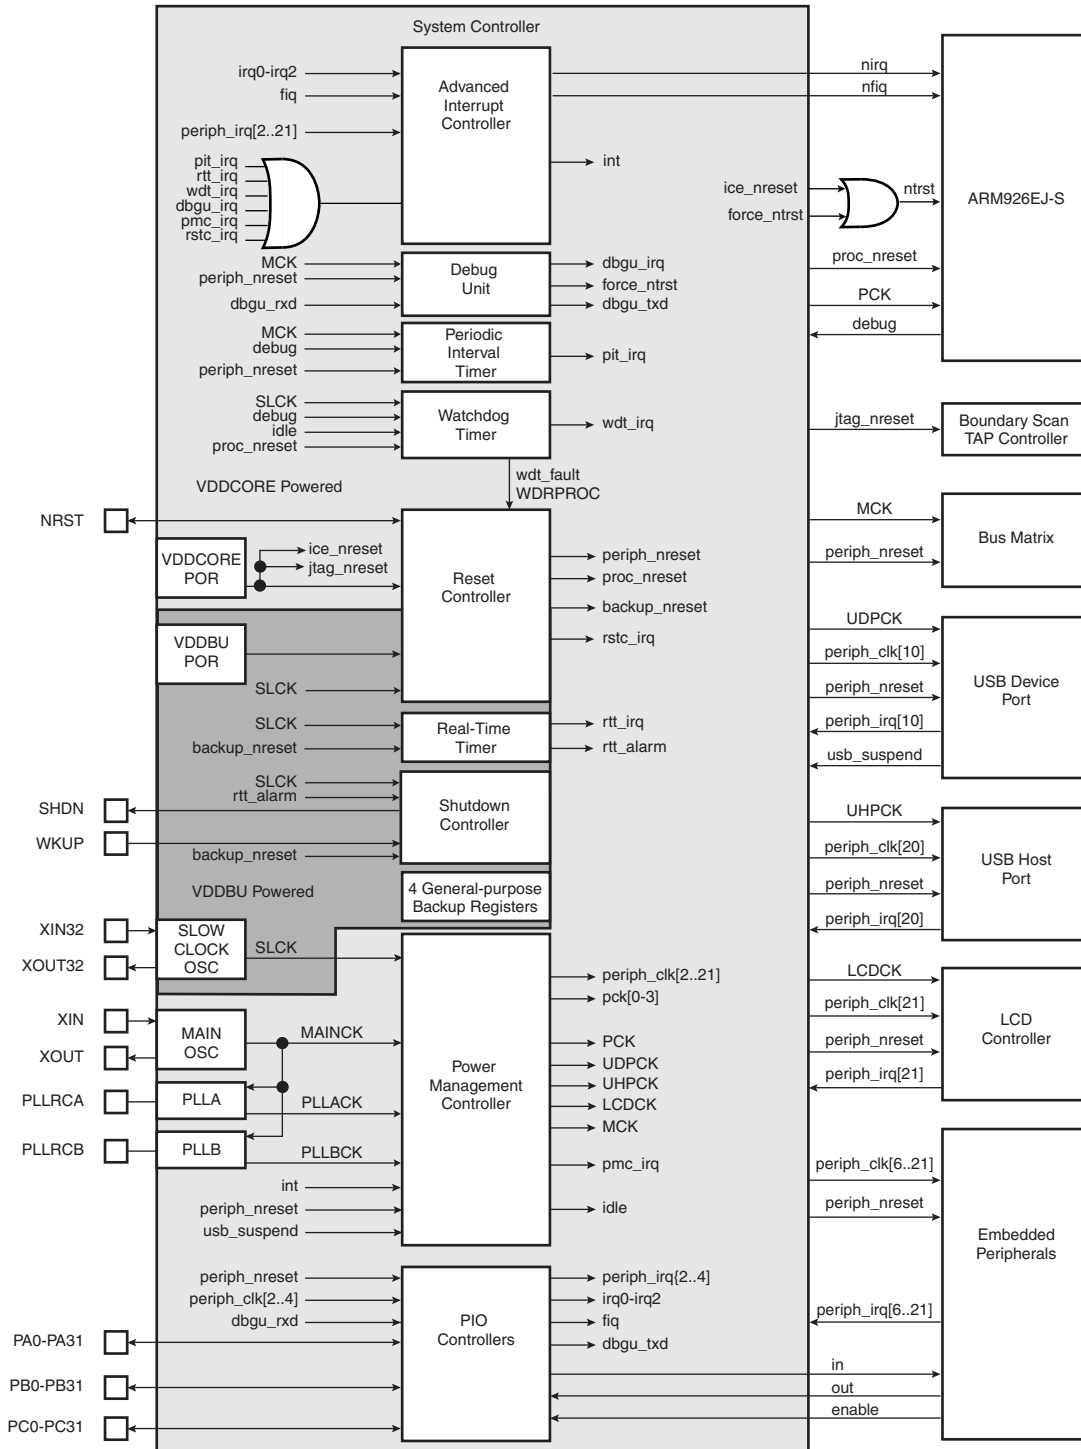 System Controller
irq0-irq2
fiq
periph_irq[2..21]
pit_irq
rtt_irq
wdt_irq
dbgu_irq
pmc_irq
rstc_irq
Advanced
Interrupt
Controller
int
nirq
nfiq
ice_nreset
force_ntrst
ntrst
ARM926EJ-S
proc_nreset
PCK
debug
MCK
periph_nreset
dbgu_rxd
Debug
Unit
dbgu_irq
force_ntrst
dbgu_txd
MCK
debug
periph_nreset
Periodic
Interval
Timer
pit_irq
SLCK
debug
idle
proc_nreset
Watchdog
Timer
wdt_irq
jtag_nreset
Boundary Scan
TAP Controller
wdt_fault
WDRPROC
VDDCORE Powered
NRST
VDDCORE
POR
ice_nreset
jtag_nreset
Reset
Controller
periph_nreset
proc_nreset
backup_nreset
rstc_irq
MCK
periph_nreset
Bus Matrix
VDDBU
POR
SLCK
UDPCK
periph_clk[10]
periph_nreset
periph_irq[10]
usb_suspend
USB Device
Port
SLCK
backup_nreset
Real-Time
Timer
rtt_irq
rtt_alarm
SLCK
rtt_alarm
SHDN
WKUP
backup_nreset
Shutdown
Controller
UHPCK
periph_clk[20]
periph_nreset
periph_irq[20]
USB Host
Port
VDDBU Powered
4 General-purpose
Backup Registers
XIN32
XOUT32
SLOW
CLOCK
OSC
SLCK
XIN
XOUT
MAIN
OSC
MAINCK
PLLRCA
PLLA
PLLACK
PLLRCB
PLLB
PLLBCK
int
periph_nreset
usb_suspend
Power
Management
Controller
periph_clk[2..21]
pck[0-3]
PCK
UDPCK
UHPCK
LCDCK
MCK
pmc_irq
idle
LCDCK
periph_clk[21]
periph_nreset
periph_irq[21]
LCD
Controller
periph_clk[6..21]
periph_nreset
periph_irq[6..21]
in
out
enable
Embedded
Peripherals
periph_nreset
periph_clk[2..4]
dbgu_rxd
PA0-PA31
PB0-PB31
PC0-PC31
PIO
Controllers
periph_irq{2..4]
irq0-irq2
fiq
dbgu_txd